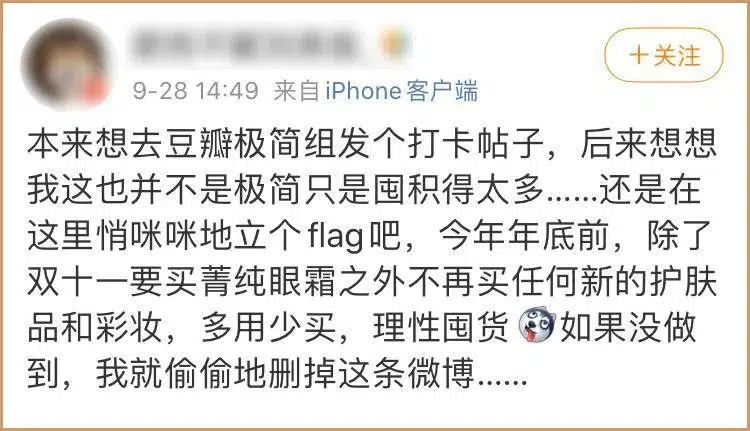 +关注
9-28 14:49 来自 iPhone客户端
本来想去豆瓣极简组发个打卡帖子，后来想想
我这也并不是极简只是囤积得太多……还是在
这里悄咪咪地立个flag吧，今年年底前，除了
双十一要买菁纯眼霜之外不再买任何新的护肤
品和彩妆，多用少买，理性囤货 如果没做
到，我就偷偷地删掉这条微博……